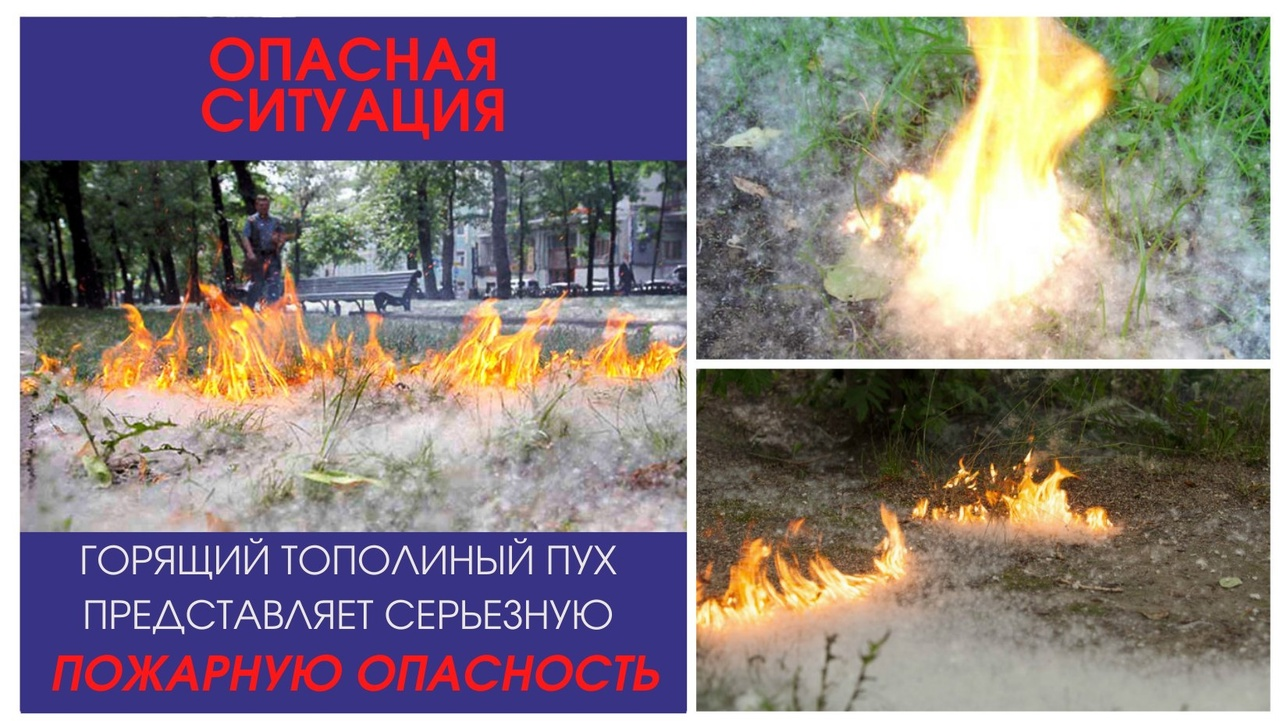 ОПАСНАЯ
СИТУАЦИЯ
ГОРЯЩИЙ ТОПОЛИНЫЙ ПУХ
ПРЕДСТАВЛЯЕТ СЕРЬЕЗНУЮ
ПОЖАРНУЮ ОПАСНОСТЬ